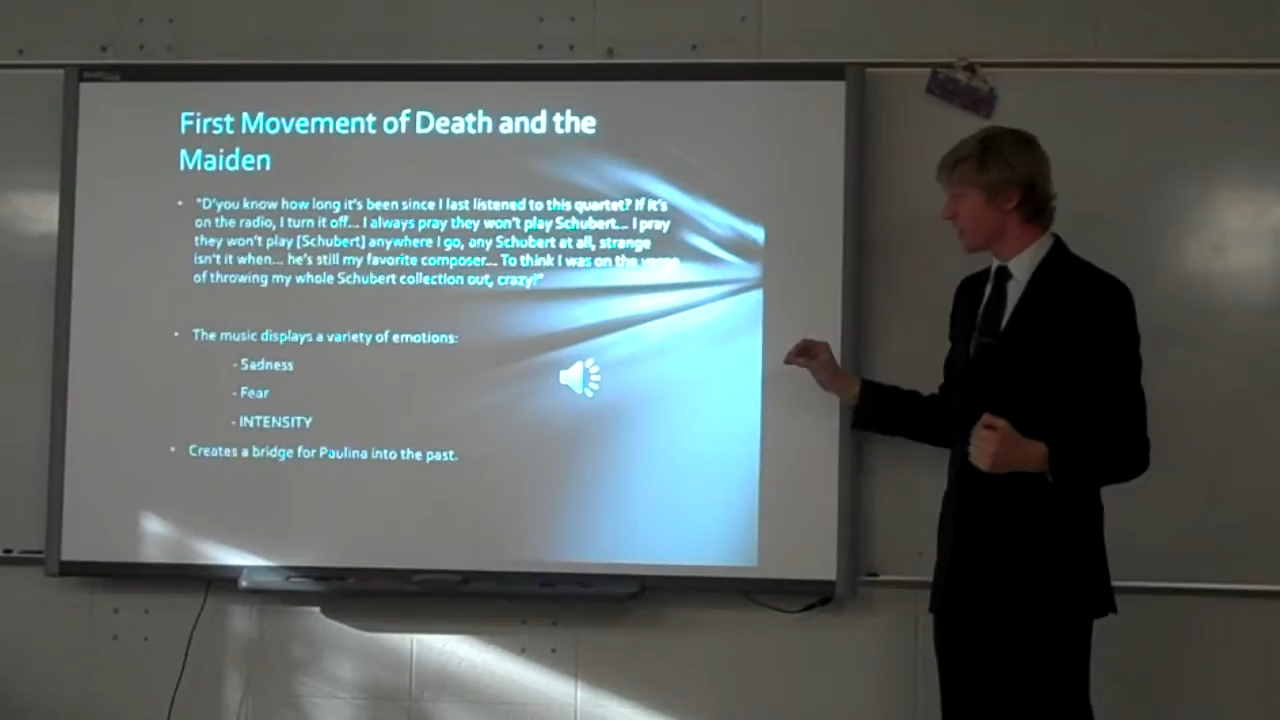 First Movement of Death and the
Maiden
• "D'you know how long it's been since I last listened to this quartet? If it's
on the radio, I turn it off... I always pray they won't play Schubert... I pray
they won't play [Schubert] anywhere I go, any Schubert at all, strange
isn't it when... he's still my favorite composer... To think I was on the verge
of throwing my whole Schubert collection out, crazy!"
• The music displays a variety of emotions:
- Sadness
- Fear
- INTENSITY
• Creates a bridge for Paulina into the past.